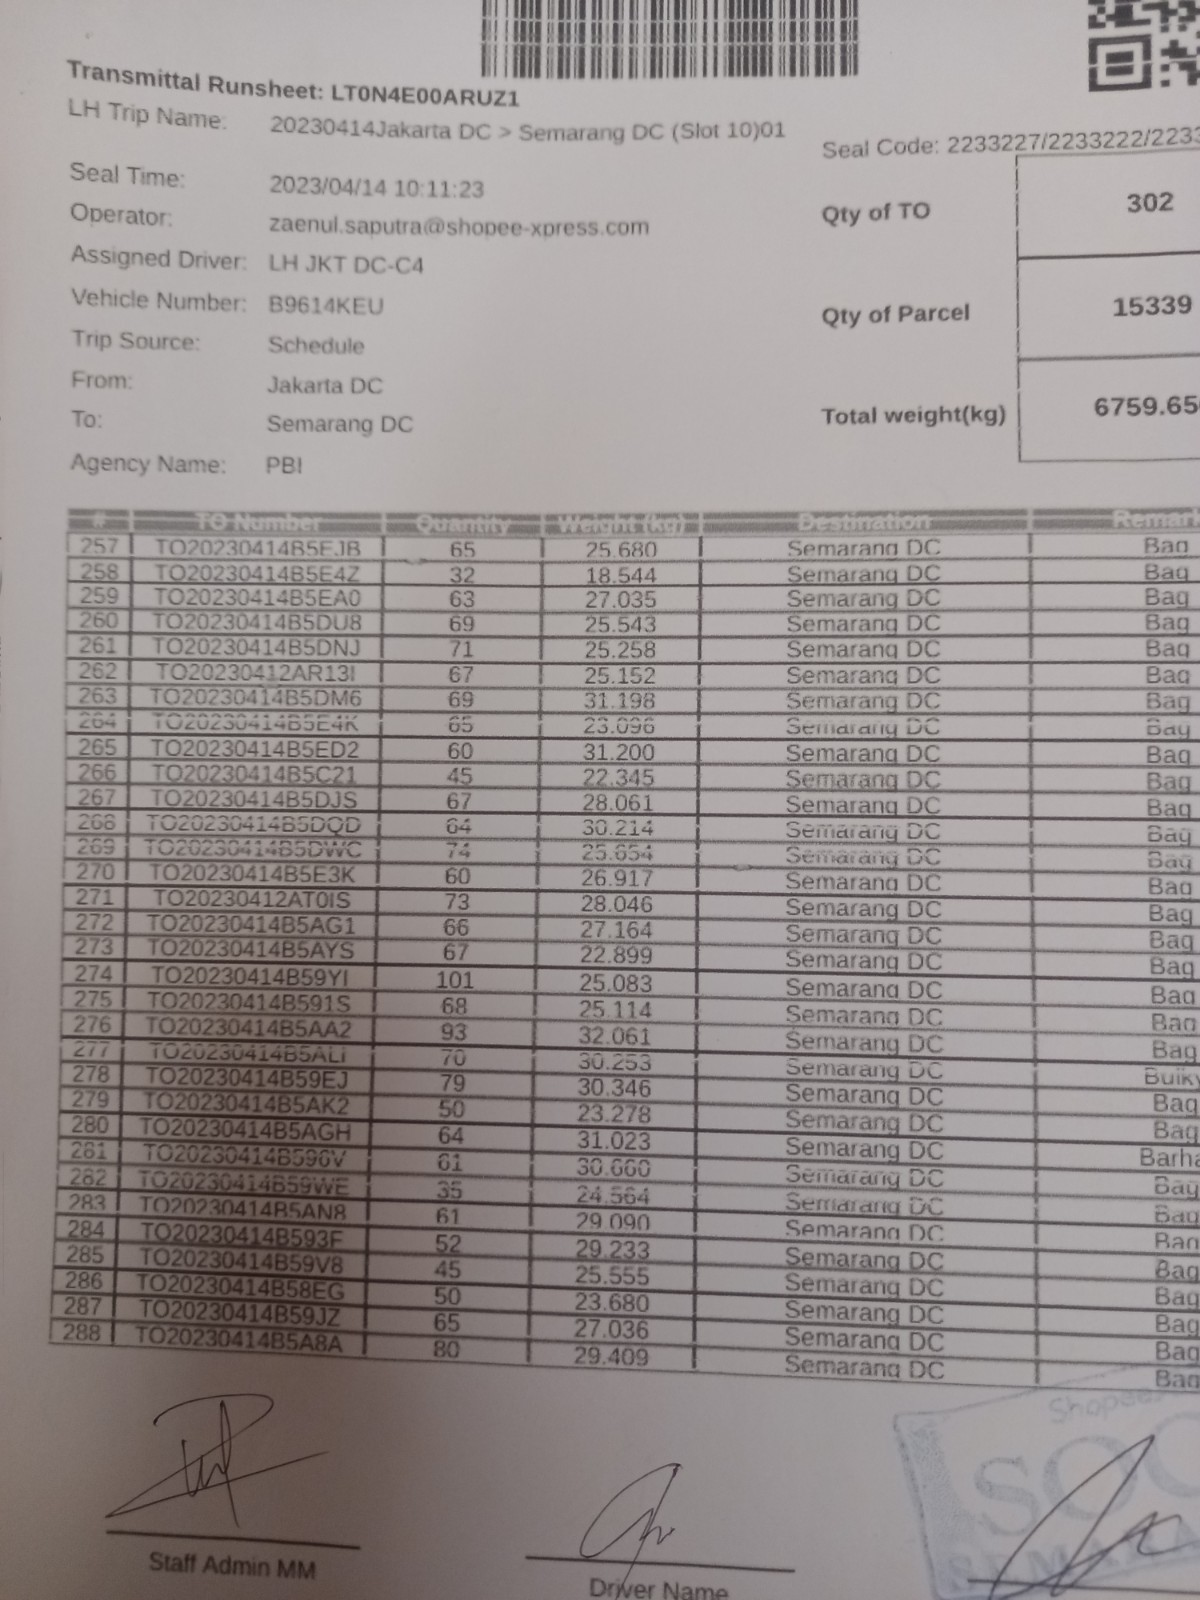 Transmittal Runsheet: LT0N4E00ARUZ1
LH Trip Name: 20230414Jakarta DC > Semarang DC (Slot 10)01
Seal Code: 2233227/2233222/2233
Seal Time: 2023/04/14 10:11:23
Operator: zaenul.saputra@shopee-xpress.com
Qty of TO 302
Assigned Driver: LH JKT DC-C4
Vehicle Number: B9614KEU
Qty of Parcel 15339
Trip Source: Schedule
From: Jakarta DC
To: Semarang DC
Total weight(kg) 6759.65
Agency Name: PBI
# TO Number Quantity Weight (kg) Destination Remar
257 TO20230414B5EJB 65 25.680 Semarang DC Bag
258 TO20230414B5E4Z 32 18.544 Semarang DC Bag
259 TO20230414B5EA0 63 27.035 Semarang DC Bag
260 TO20230414B5DU8 69 25.543 Semarang DC Bag
261 TO20230414B5DNJ 71 25.258 Semarang DC Bag
262 TO20230412AR13I 67 25.152 Semarang DC Bag
263 TO20230414B5DM6 69 31.198 Semarang DC Bag
264 TO20230414B5E4K 65 23.096 Semarang DC Bag
265 TO20230414B5ED2 60 31.200 Semarang DC Bag
266 TO20230414B5C21 45 22.345 Semarang DC Bag
267 TO20230414B5DJS 67 28.061 Semarang DC Bag
268 TO20230414B5DQD 64 30.214 Semarang DC Bag
269 TO20230414B5DWC 74 25.654 Semarang DC Bag
270 TO20230414B5E3K 60 26.917 Semarang DC Bag
271 TO20230412AT0IS 73 28.046 Semarang DC Bag
272 TO20230414B5AG1 66 27.164 Semarang DC Bag
273 TO20230414B5AYS 67 22.899 Semarang DC Bag
274 TO20230414B59YI 101 25.083 Semarang DC Bag
275 TO20230414B591S 68 25.114 Semarang DC Bag
276 TO20230414B5AA2 93 32.061 Semarang DC Bag
277 TO20230414B5ALI 70 30.253 Semarang DC Bulky
278 TO20230414B59EJ 79 30.346 Semarang DC Bag
279 TO20230414B5AK2 50 23.278 Semarang DC Bag
280 TO20230414B5AGH 64 31.023 Semarang DC Barha
281 TO20230414B596V 61 30.660 Semarang DC Bag
282 TO20230414B59WE 35 24.564 Semarang DC Bag
283 TO20230414B5AN8 61 29.090 Semarang DC Bag
284 TO20230414B593F 52 29.233 Semarang DC Bag
285 TO20230414B59V8 45 25.555 Semarang DC Bag
286 TO20230414B58EG 50 23.680 Semarang DC Bag
287 TO20230414B59JZ 65 27.036 Semarang DC Bag
288 TO20230414B5A8A 80 29.409 Semarang DC Bag
Shopee
SOC
SEMARA
Staff Admin MM
Driver Name